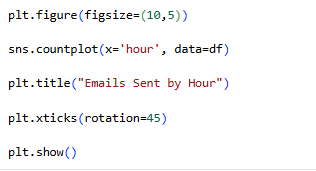 plt.figure(figsize=(10,5))
sns.countplot(x='hour', data=df)
plt.title("Emails Sent by Hour")
plt.xticks(rotation=45)
plt.show()